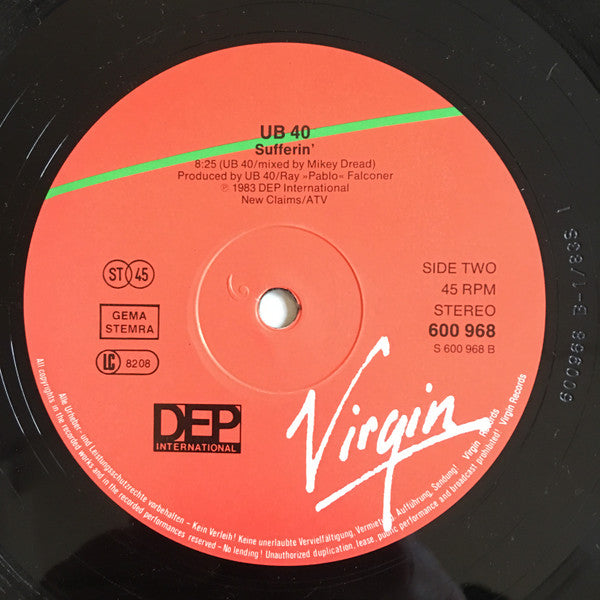 UB 40
Sufferin'
8:25 (UB 40/mixed by Mikey Dread)
Produced by UB 40/Ray »Pablo« Falconer
℗ 1983 DEP International
New Claims/ATV
ST 45
GEMA
STEMRA
LC 8208
SIDE TWO
45 RPM
STEREO
600 968
S 600 968 B
DEP
INTERNATIONAL
Virgin
Alle Urheber- und Leistungsschutzrechte vorbehalten – Kein Verleih! Keine unerlaubte Vervielfältigung, Vermietung, Aufführung, Sendung! Virgin Records
All copyrights in the recorded works and in the recorded performances reserved – No lending! Unauthorized duplication, lease, public performance and broadcast prohibited! Virgin Records
600968 B-1/83S